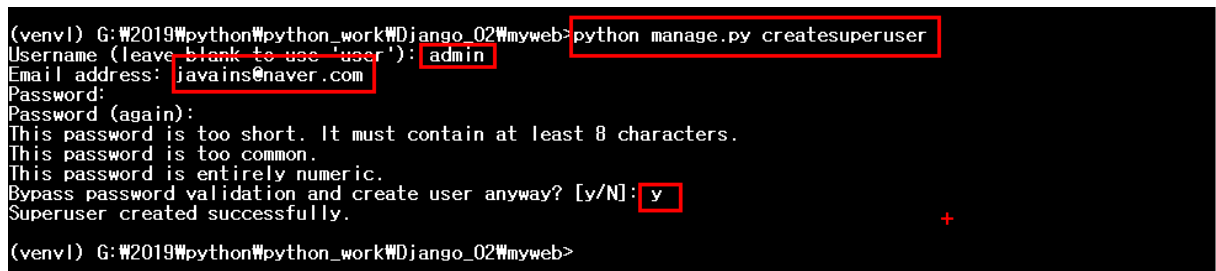 (venvl) G:₩2019₩python₩python_work₩Django_02₩myweb>python manage.py createsuperuser
Username (leave blank to use 'user'): admin
Email address: javains@naver.com
Password:
Password (again):
This password is too short. It must contain at least 8 characters.
This password is too common.
This password is entirely numeric.
Bypass password validation and create user anyway? [y/N]: y
Superuser created successfully.
(venvl) G:₩2019₩python₩python_work₩Django_02₩myweb>